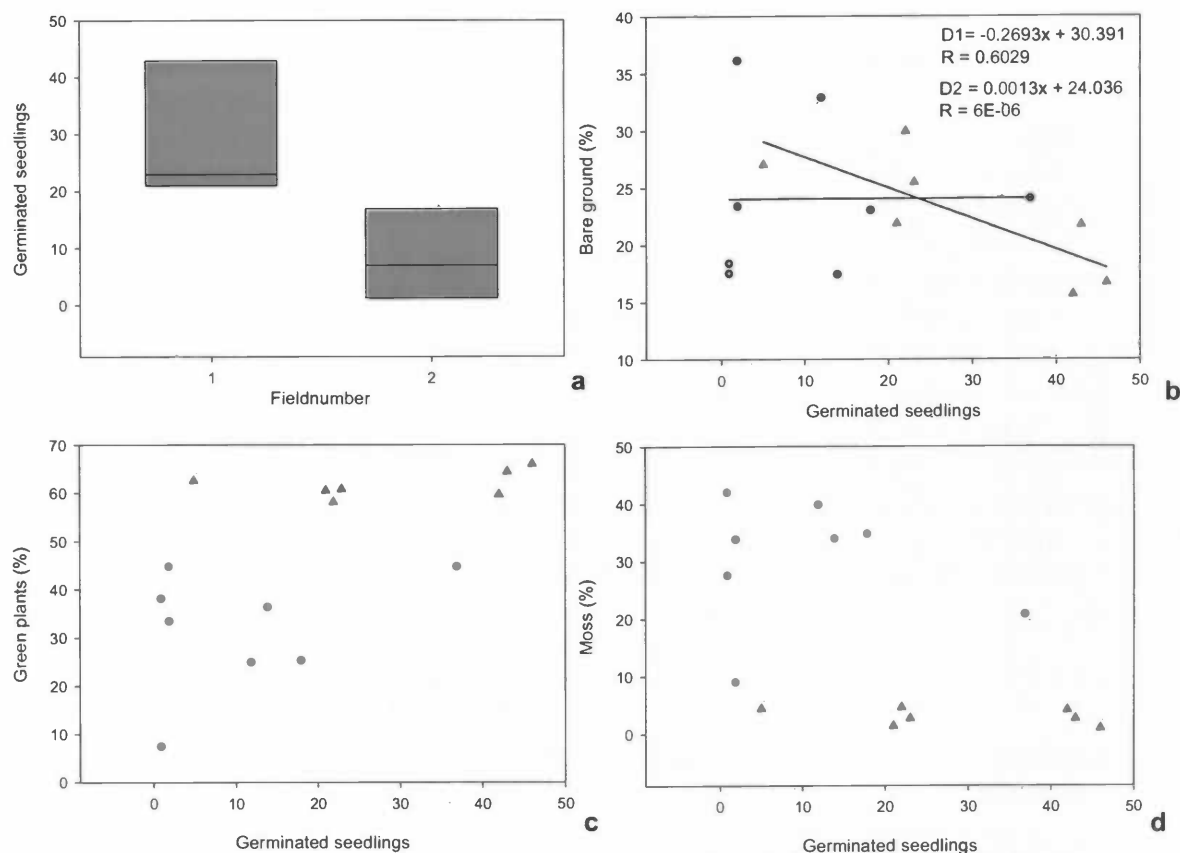 50
40
30
20
10
0
Germinated seedlings
1
2
Fieldnumber
a
40
35
30
25
20
15
10
Bare ground (%)
D1= -0.2693x + 30.391
R = 0.6029
D2 = 0.0013x + 24.036
R = 6E-06
0
10
20
30
40
50
Germinated seedlings
b
70
60
50
40
30
20
10
0
Green plants (%)
0
10
20
30
40
50
Germinated seedlings
c
50
40
30
20
10
0
Moss (%)
0
10
20
30
40
50
Germinated seedlings
d